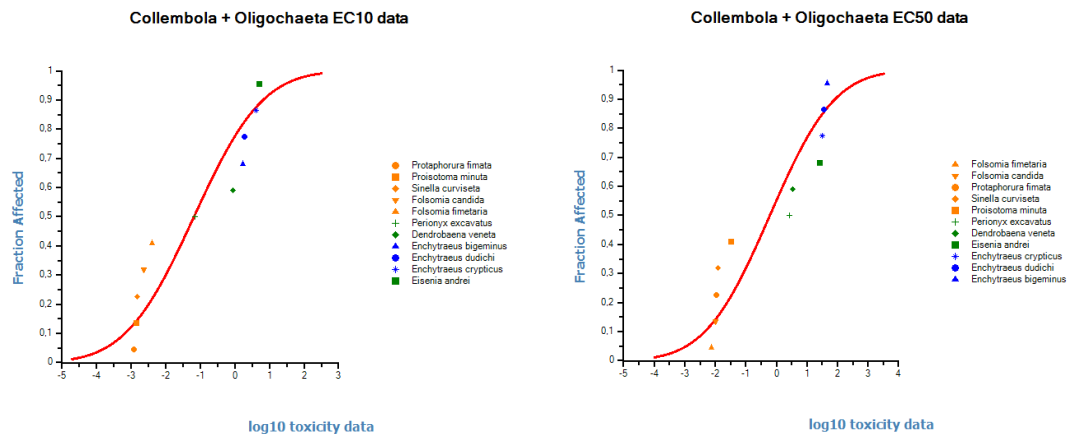 Collembola + Oligochaeta EC10 data
Fraction Affected
1
0,9
0,8
0,7
0,6
0,5
0,4
0,3
0,2
0,1
0
-5
-4
-3
-2
-1
0
1
2
3
log10 toxicity data
Protaphorura fimata
Proisotoma minuta
Sinella curviseta
Folsomia candida
Folsomia fimetaria
Perionyx excavatus
Dendrobaena veneta
Enchytraeus bigeminus
Enchytraeus dudichi
Enchytraeus crypticus
Eisenia andrei
Collembola + Oligochaeta EC50 data
Fraction Affected
1
0,9
0,8
0,7
0,6
0,5
0,4
0,3
0,2
0,1
0
-5
-4
-3
-2
-1
0
1
2
3
4
log10 toxicity data
Folsomia fimetaria
Folsomia candida
Protaphorura fimata
Sinella curviseta
Proisotoma minuta
Perionyx excavatus
Dendrobaena veneta
Eisenia andrei
Enchytraeus crypticus
Enchytraeus dudichi
Enchytraeus bigeminus